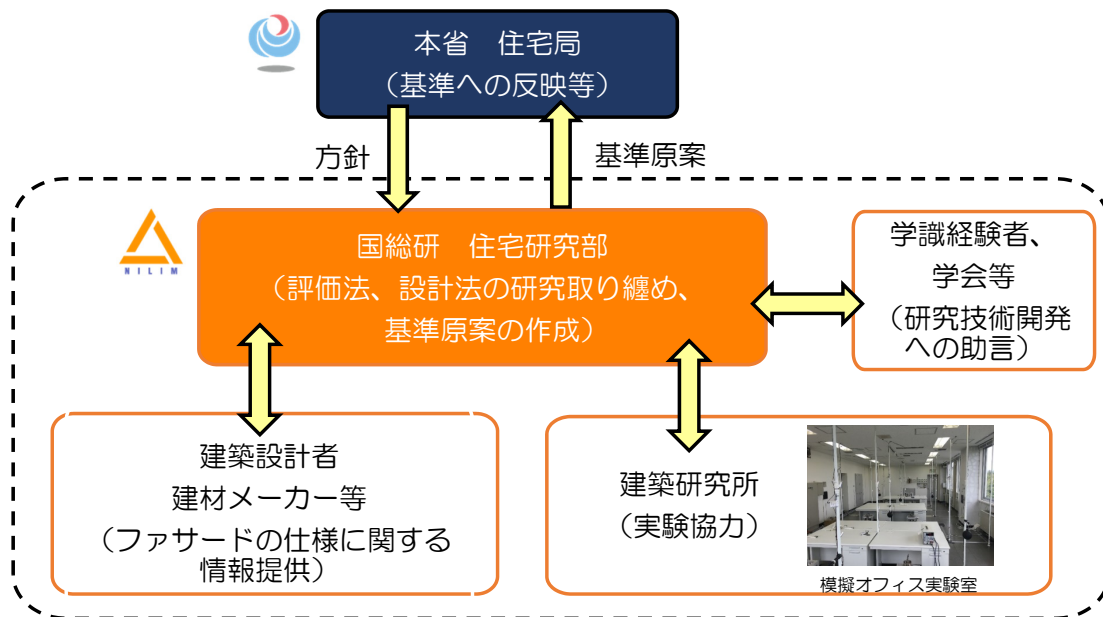 本省　住宅局
（基準への反映等）
方針
基準原案
NILIM
国総研　住宅研究部
（評価法、設計法の研究取り纏め、
基準原案の作成）
学識経験者、
学会等
（研究技術開発
への助言）
建築設計者
建材メーカー等
（ファサードの仕様に関する
情報提供）
建築研究所
（実験協力）
模擬オフィス実験室